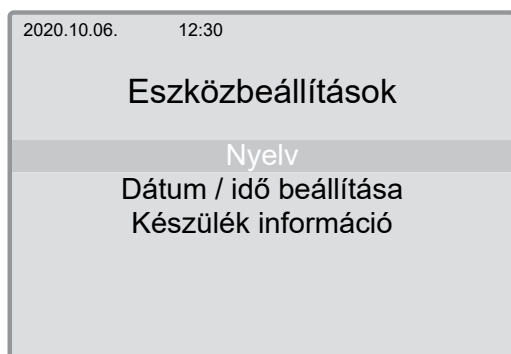 2020.10.06. 12:30
Eszközbeállítások
Nyelv
Dátum / idő beállítása
Készülék információ